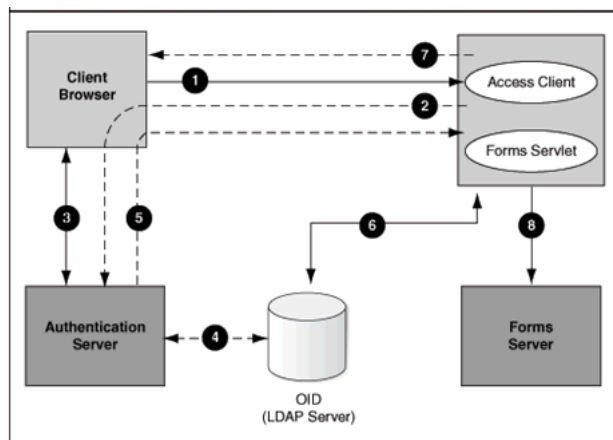 Client
Browser
7
1
2
Access Client
Forms Servlet
3
5
6
8
Authentication
Server
4
OID
(LDAP Server)
Forms
Server